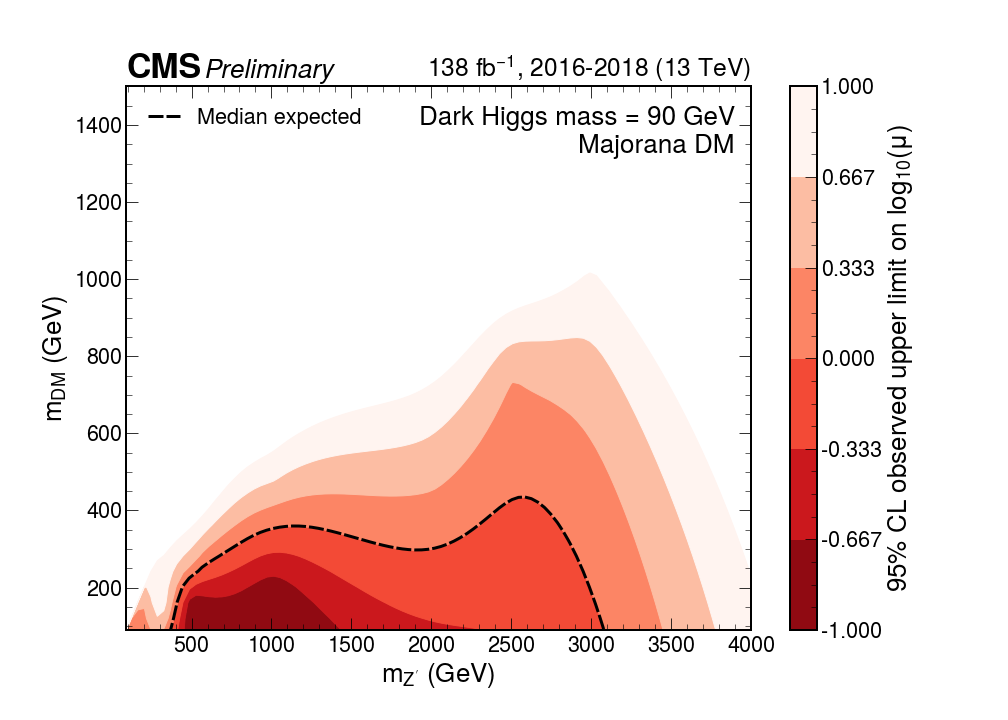 CMS Preliminary
138 fb⁻¹, 2016-2018 (13 TeV)
Median expected
Dark Higgs mass = 90 GeV
Majorana DM
1400
1200
1000
800
600
400
200
m_DM (GeV)
500 1000 1500 2000 2500 3000 3500 4000
m_Z′ (GeV)
1.000
0.667
0.333
0.000
-0.333
-0.667
-1.000
95% CL observed upper limit on log₁₀(μ)